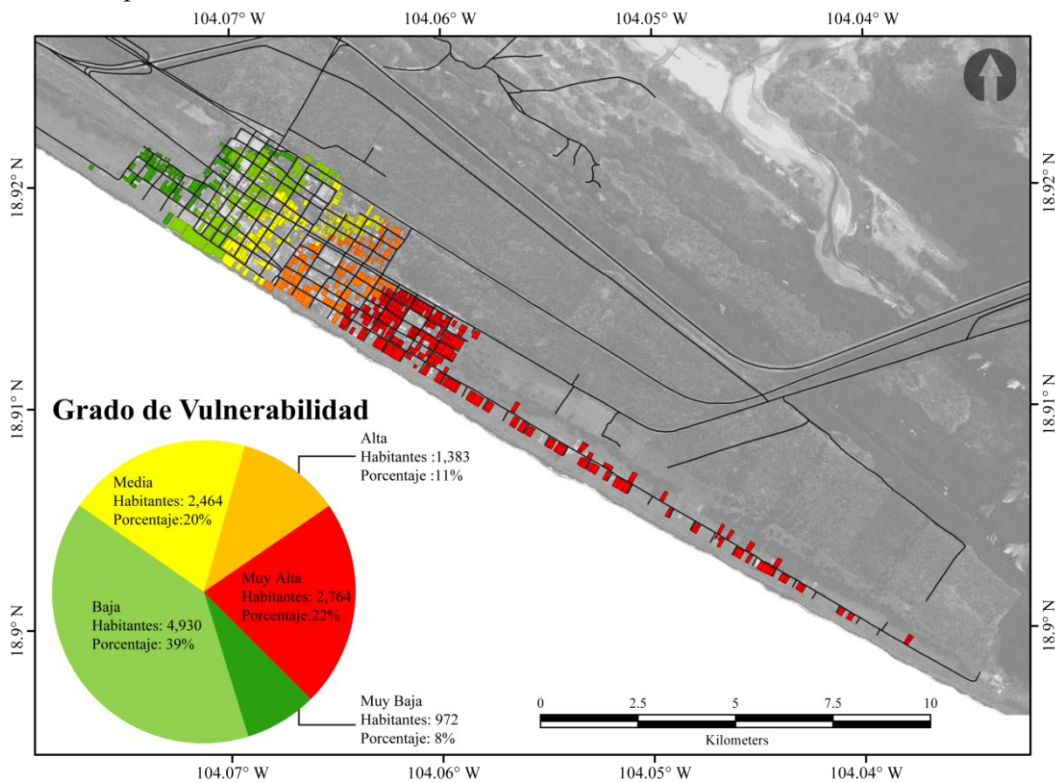 104.07° W 104.06° W 104.05° W 104.04° W
18.92° N
18.92° N
18.91° N
18.91° N
18.9° N
18.9° N
Grado de Vulnerabilidad
Alta
Habitantes :1,383
Porcentaje :11%
Media
Habitantes: 2,464
Porcentaje:20%
Muy Alta
Habitantes: 2,764
Porcentaje:22%
Baja
Habitantes: 4,930
Porcentaje: 39%
Muy Baja
Habitantes: 972
Porcentaje: 8%
0 2.5 5 7.5 10
Kilometers
104.07° W 104.06° W 104.05° W 104.04° W